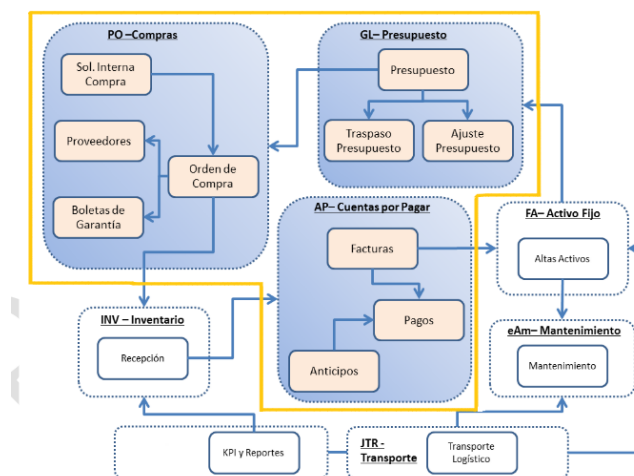 PO –Compras
Sol. Interna
Compra
Proveedores
Orden de
Compra
Boletas de
Garantía
GL– Presupuesto
Presupuesto
Traspaso
Presupuesto
Ajuste
Presupuesto
AP– Cuentas por Pagar
Facturas
Pagos
Anticipos
FA– Activo Fijo
Altas Activos
INV – Inventario
Recepción
eAm– Mantenimiento
Mantenimiento
KPI y Reportes
JTR -
Transporte
Transporte
Logístico